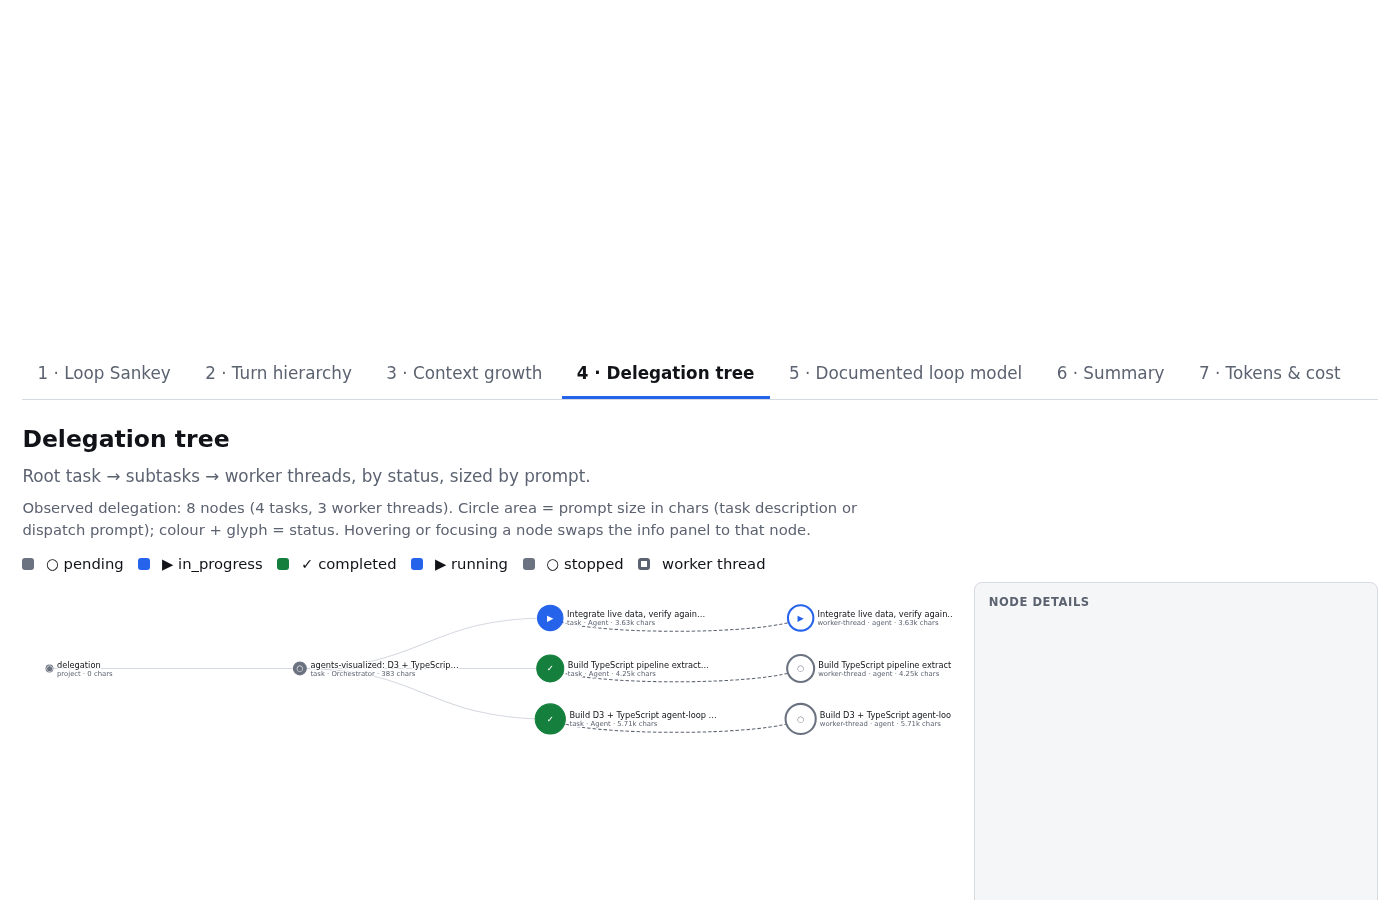 1 · Loop Sankey
2 · Turn hierarchy
3 · Context growth
4 · Delegation tree
5 · Documented loop model
6 · Summary
7 · Tokens & cost
Delegation tree
Root task → subtasks → worker threads, by status, sized by prompt.
Observed delegation: 8 nodes (4 tasks, 3 worker threads). Circle area = prompt size in chars (task description or
dispatch prompt); colour + glyph = status. Hovering or focusing a node swaps the info panel to that node.
○ pending
▶ in_progress
✓ completed
▶ running
○ stopped
worker thread
NODE DETAILS
delegation
project · 0 chars
agents-visualized: D3 + TypeScrip…
task · Orchestrator · 383 chars
Integrate live data, verify again…
task · Agent · 3.63k chars
Build TypeScript pipeline extract…
task · Agent · 4.25k chars
Build D3 + TypeScript agent-loop …
task · Agent · 5.71k chars
Integrate live data, verify again..
worker-thread · agent · 3.63k chars
Build TypeScript pipeline extract
worker-thread · agent · 4.25k chars
Build D3 + TypeScript agent-loo
worker-thread · agent · 5.71k chars